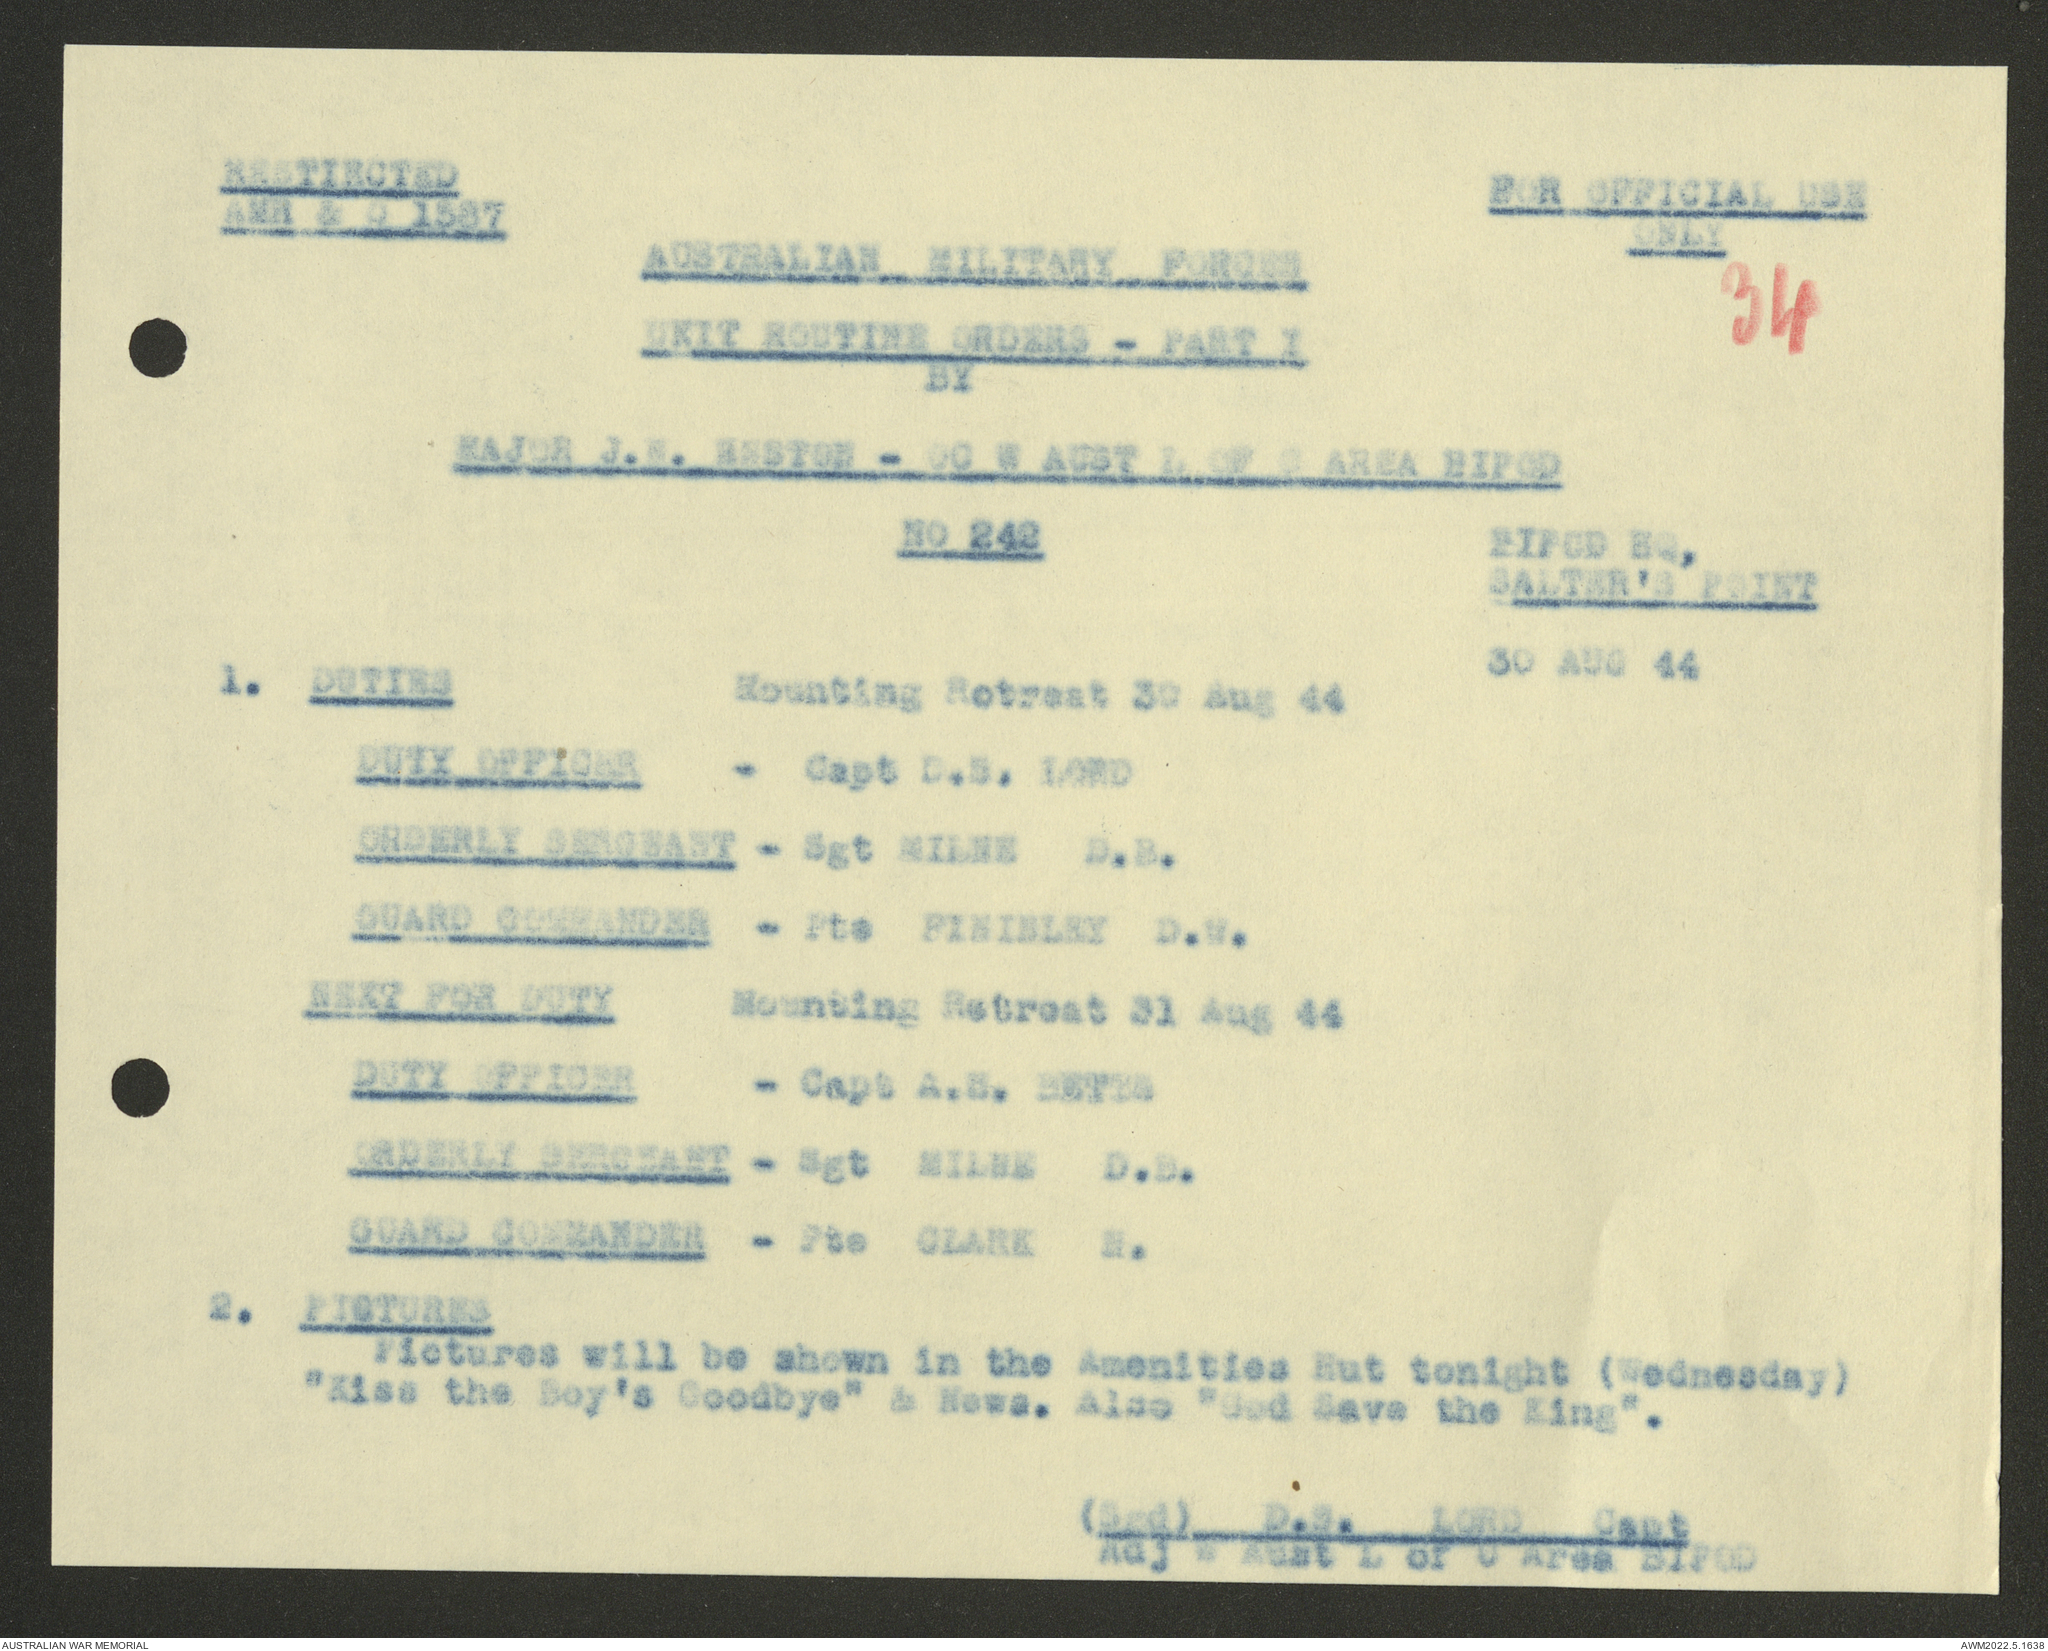 RESTIRCTED
AMR & O 1587
FOR OFFICIAL USE
ONLY
34
AUSTRALIAN MILITARY FORCES
UNIT ROUTINE ORDERS - PART I
BY
MAJOR J.E. HESTON - OC W AUST L OF C AREA BIPOD
NO 242
BIPOD HQ,
SALTER'S POINT
30 AUG 44
1. DUTIES Mounting Retreat 30 Aug 44
DUTY OFFICER - Capt D.S. LORD
ORDERLY SERGEANT - Sgt MILNE D.B.
GUARD COMMANDER - Pte D.W.
NEXT FOR DUTY Mounting Retreat 31 Aug 44
DUTY OFFICER - Capt A.E. BETTS
ORDERLY SERGEANT - Sgt MILNE D.B.
GUARD COMMANDER - Pte CLARK H.
2. PICTURES
Pictures will be shown in the Amenities Hut tonight (Wednesday)
"Kiss the Boy's Goodbye" & News. Also "God Save the King".
(Sgd) D.S. LORD Capt
Adj W Aust L of C Area BIPOD
AUSTRALIAN WAR MEMORIAL
AWM2022.5.1638